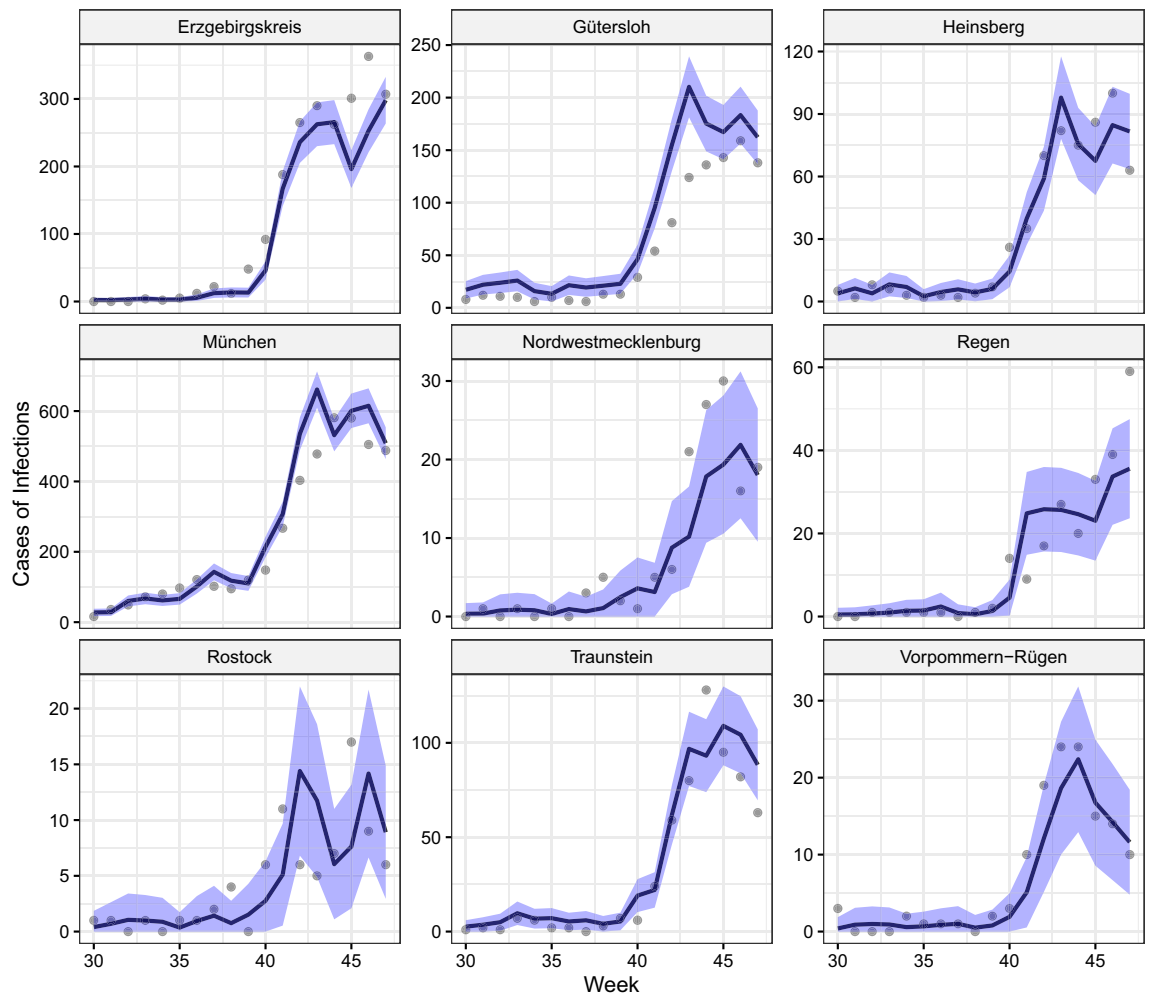 Erzgebirgskreis
Gütersloh
Heinsberg
300
200
100
0
250
200
150
100
50
0
120
90
60
30
0
München
Nordwestmecklenburg
Regen
600
400
200
0
30
20
10
0
60
40
20
0
Rostock
Traunstein
Vorpommern−Rügen
20
15
10
5
0
100
50
0
30
20
10
0
30 35 40 45
30 35 40 45
30 35 40 45
Week
Cases of Infections